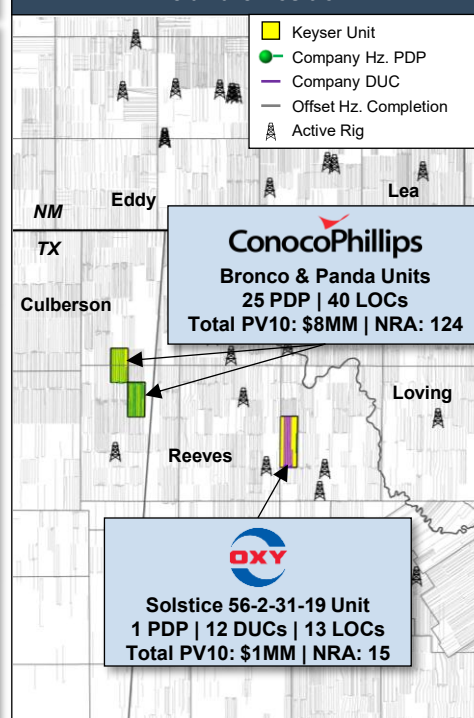 Keyser Unit
Company Hz. PDP
Company DUC
Offset Hz. Completion
Active Rig
Eddy
Lea
NM
TX
ConocoPhillips
Bronco & Panda Units
25 PDP | 40 LOCs
Total PV10: $8MM | NRA: 124
Culberson
Loving
Reeves
OXY
Solstice 56-2-31-19 Unit
1 PDP | 12 DUCs | 13 LOCs
Total PV10: $1MM | NRA: 15